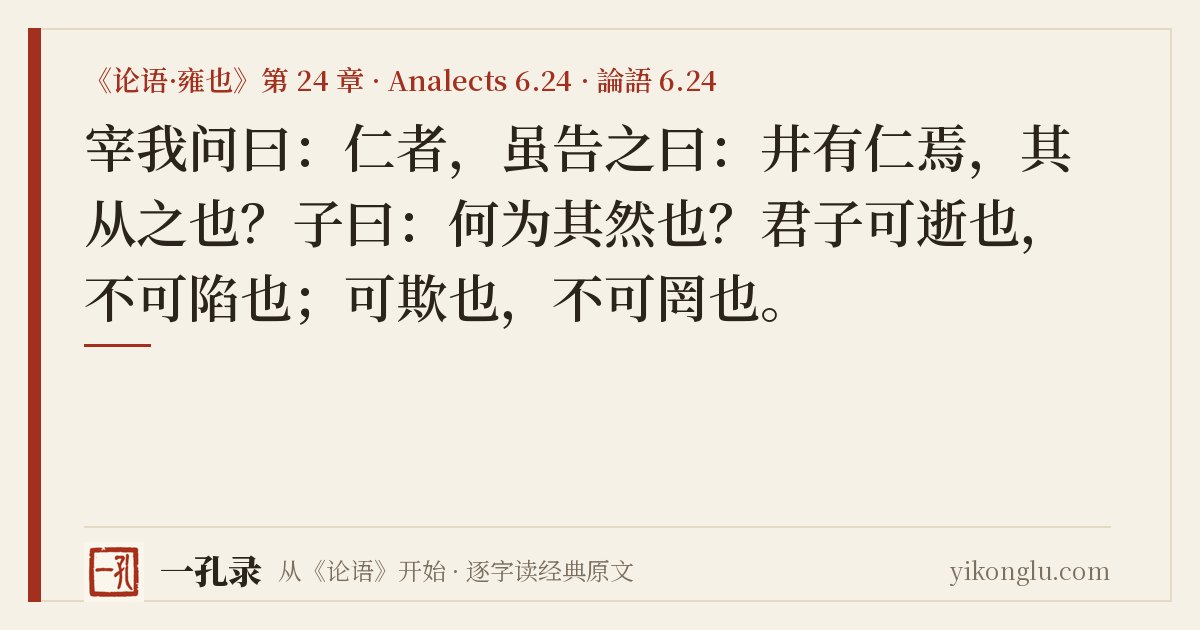 《论语·雍也》第 24 章 · Analects 6.24 · 論語 6.24
宰我问曰：仁者，虽告之曰：井有仁焉，其
从之也？子曰：何为其然也？君子可逝也，
不可陷也；可欺也，不可罔也。
一孔
一孔录 从《论语》开始 · 逐字读经典原文 yikonglu.com